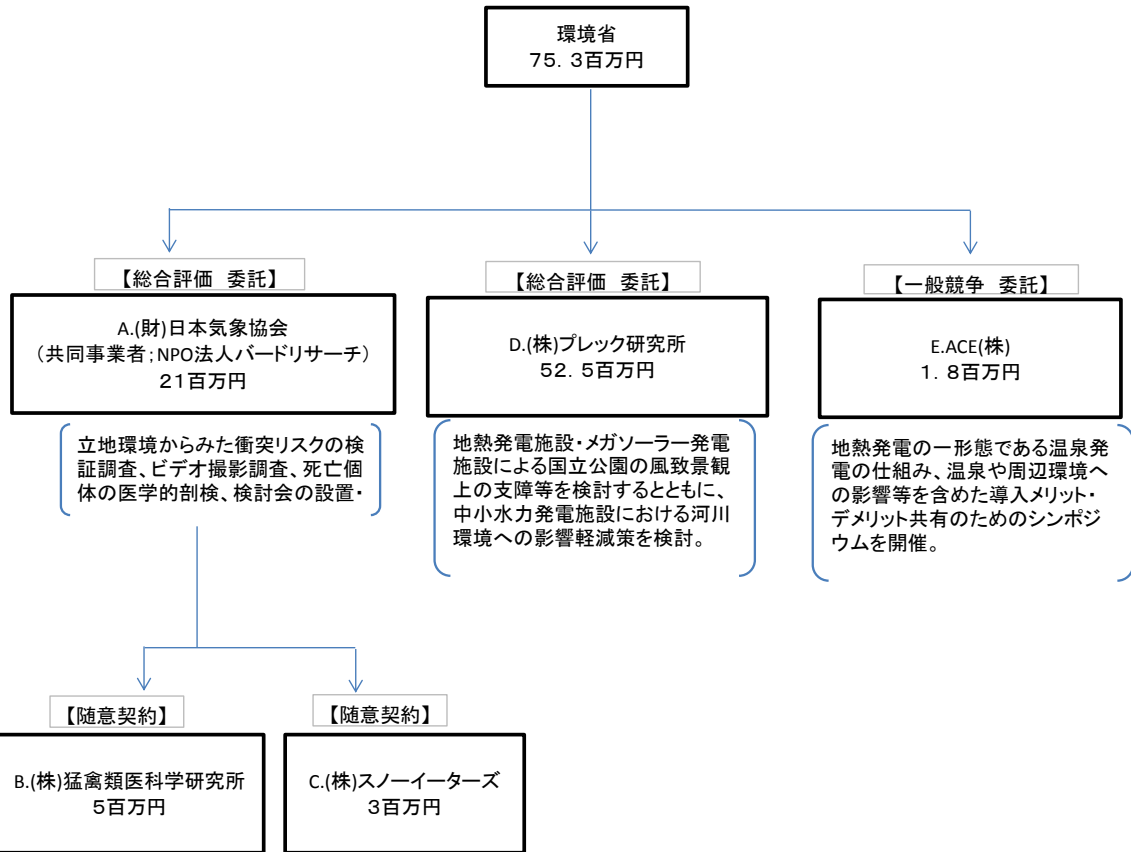 環境省
75．3百万円
【総合評価　委託】
A.(財)日本気象協会
（共同事業者；NPO法人バードリサーチ）
２１百万円
立地環境からみた衝突リスクの検
証調査、ビデオ撮影調査、死亡個
体の医学的剖検、検討会の設置・
【総合評価　委託】
D.(株)プレック研究所
52．5百万円
地熱発電施設・メガソーラー発電
施設による国立公園の風致景観
上の支障等を検討するとともに、
中小水力発電施設における河川
環境への影響軽減策を検討。
【一般競争　委託】
E.ACE(株)
１．８百万円
地熱発電の一形態である温泉発
電の仕組み、温泉や周辺環境へ
の影響等を含めた導入メリット・
デメリット共有のためのシンポジ
ウムを開催。
【随意契約】
B.(株)猛禽類医科学研究所
５百万円
【随意契約】
C.(株)スノーイーターズ
３百万円